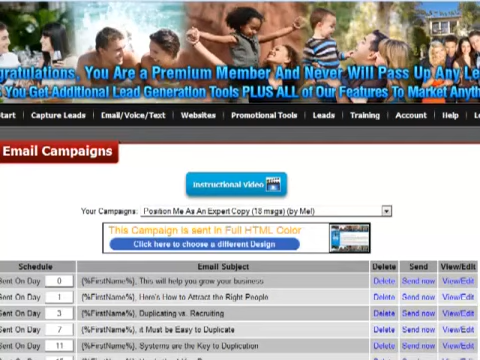 gratulations, You Are a Premium Member And Never Will Pass Up Any Le
You Get Additional Lead Generation Tools PLUS ALL of Our Features To Market Anyth
tart Capture Leads Email/Voice/Text Websites Promotional Tools Leads Training Account Help L
Email Campaigns
Instructional Video
Your Campaigns: Position Me As An Expert Copy (18 msgs) (by Mel)
This Campaign is sent in Full HTML Color
Click here to choose a different Design
Schedule Email Subject Delete Send View/Edit
Sent On Day 0 {%FirstName%}, This will help you grow your business Delete Send now View/Edit
Sent On Day 1 {%FirstName%}, Here's How to Attract the Right People Delete Send now View/Edit
Sent On Day 3 {%FirstName%}, Duplicating vs. Recruiting Delete Send now View/Edit
Sent On Day 7 {%FirstName%}, it Must be Easy to Duplicate Delete Send now View/Edit
Sent On Day 11 {%FirstName%}, Systems are the Key to Duplication Delete Send now View/Edit